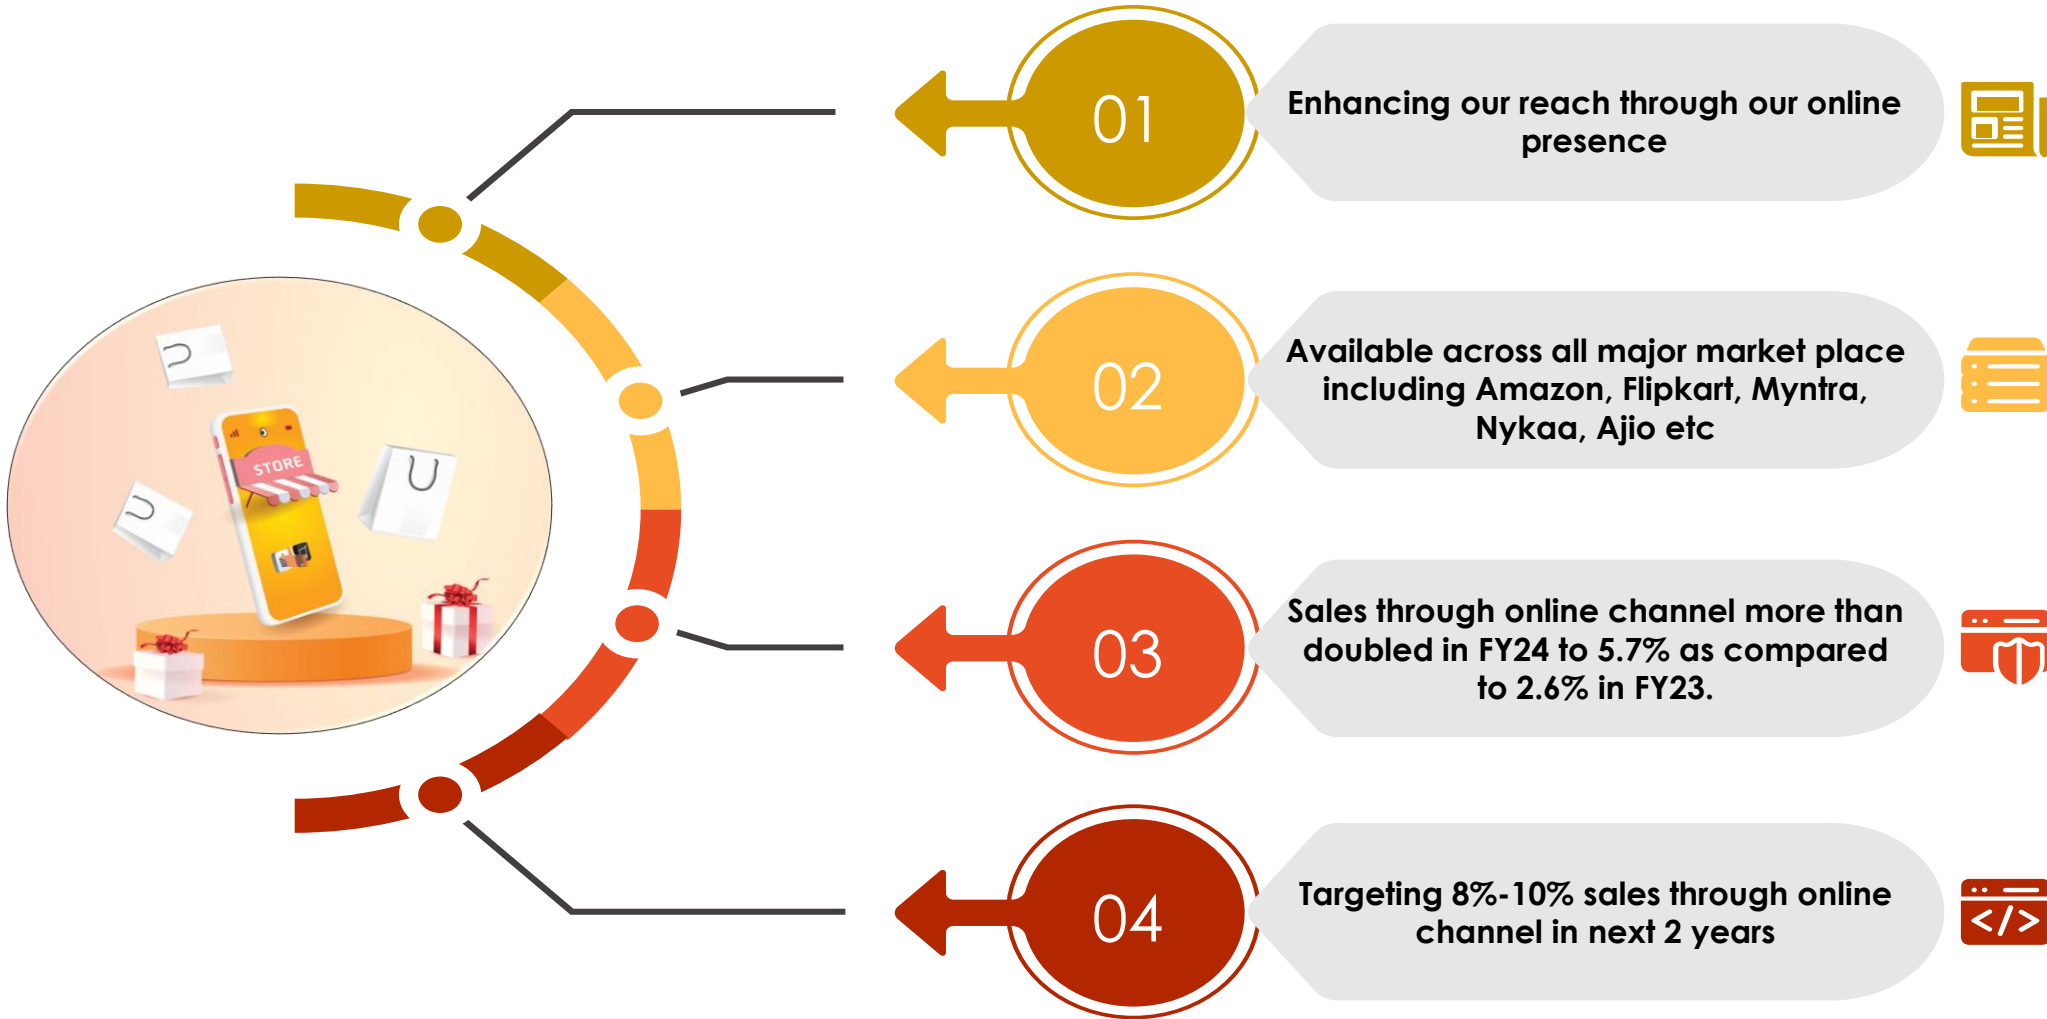 01
Enhancing our reach through our online
presence
02
Available across all major market place
including Amazon, Flipkart, Myntra,
Nykaa, Ajio etc
STORE
03
Sales through online channel more than
doubled in FY24 to 5.7% as compared
to 2.6% in FY23.
04
Targeting 8%-10% sales through online
channel in next 2 years